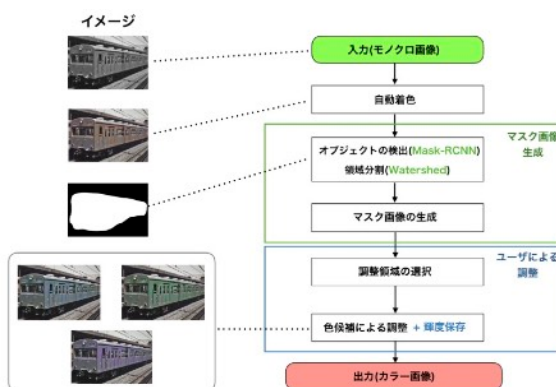 イメージ
入力(モノクロ画像)
自動着色
マスク画像
生成
オブジェクトの検出(Mask-RCNN)
領域分割(Watershed)
マスク画像の生成
ユーザによる
調整
調整領域の選択
色候補による調整 + 輝度保存
出力(カラー画像)